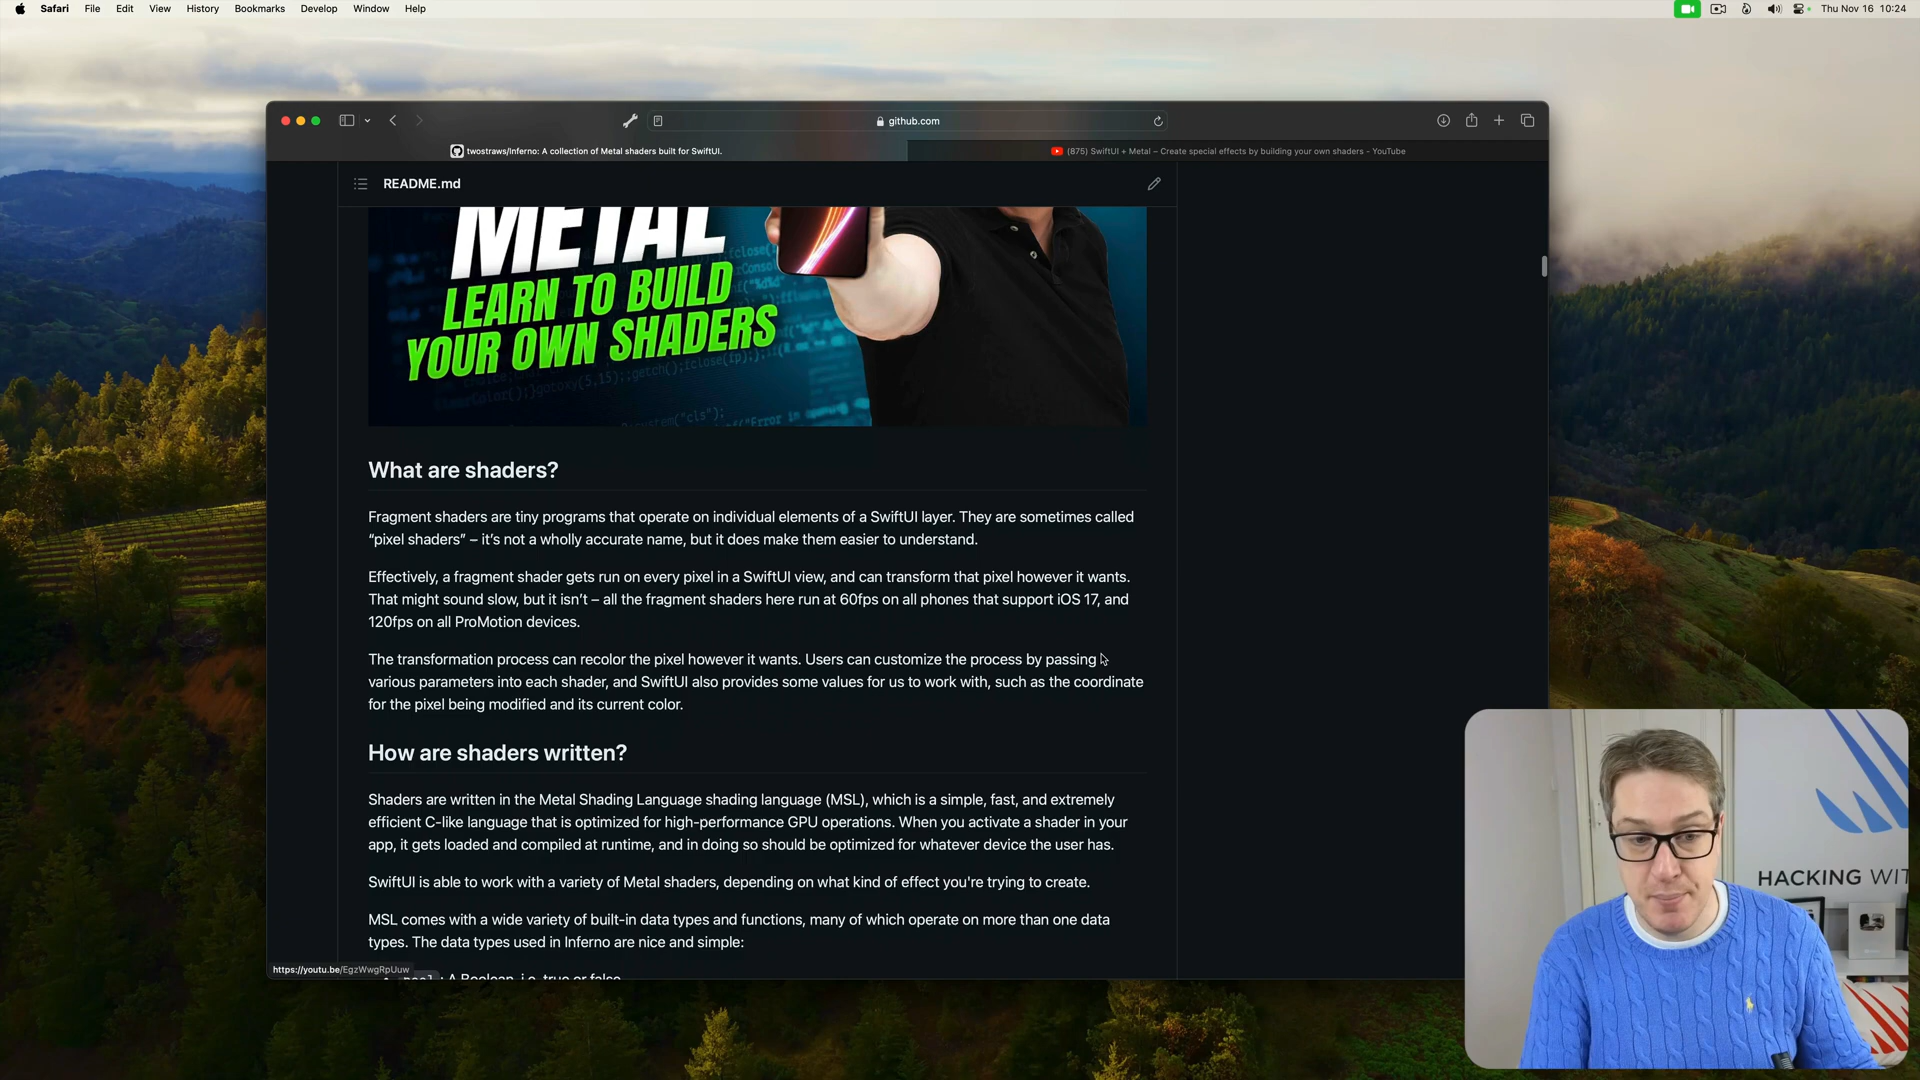 Safari File Edit View History Bookmarks Develop Window Help
Thu Nov 16 10:24
github.com
twostraws/Inferno: A collection of Metal shaders built for SwiftUI.
(875) SwiftUI + Metal – Create special effects by building your own shaders - YouTube
README.md
METAL
LEARN TO BUILD
YOUR OWN SHADERS
What are shaders?
Fragment shaders are tiny programs that operate on individual elements of a SwiftUI layer. They are sometimes called
“pixel shaders” – it’s not a wholly accurate name, but it does make them easier to understand.
Effectively, a fragment shader gets run on every pixel in a SwiftUI view, and can transform that pixel however it wants.
That might sound slow, but it isn’t – all the fragment shaders here run at 60fps on all phones that support iOS 17, and
120fps on all ProMotion devices.
The transformation process can recolor the pixel however it wants. Users can customize the process by passing
various parameters into each shader, and SwiftUI also provides some values for us to work with, such as the coordinate
for the pixel being modified and its current color.
How are shaders written?
Shaders are written in the Metal Shading Language shading language (MSL), which is a simple, fast, and extremely
efficient C-like language that is optimized for high-performance GPU operations. When you activate a shader in your
app, it gets loaded and compiled at runtime, and in doing so should be optimized for whatever device the user has.
SwiftUI is able to work with a variety of Metal shaders, depending on what kind of effect you're trying to create.
MSL comes with a wide variety of built-in data types and functions, many of which operate on more than one data
types. The data types used in Inferno are nice and simple:
bool: A Boolean, i.e. true or false
https://youtu.be/EgzWwgRpUuw
HACKING WIT